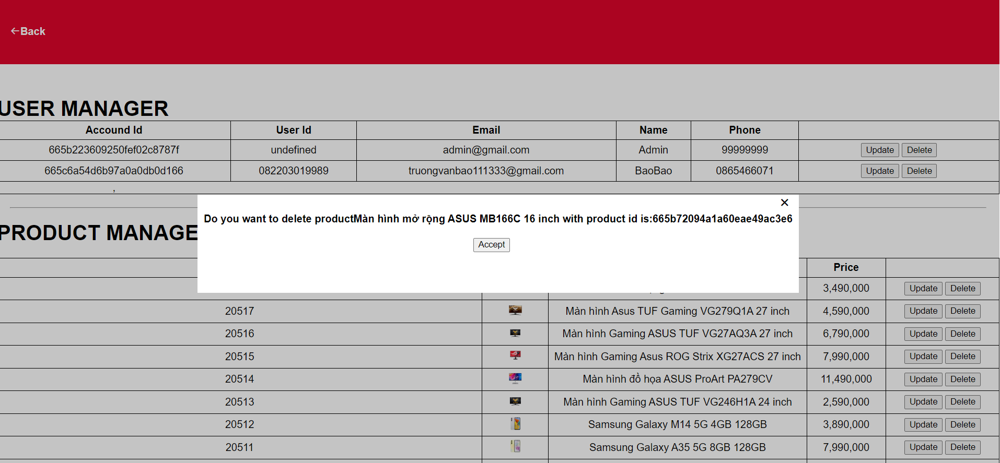 ←Back
USER MANAGER
Accound Id User Id Email Name Phone
665b223609250fef02c8787f undefined admin@gmail.com Admin 99999999 Update Delete
665c6a54d6b97a0a0db0d166 082203019989 truongvanbao111333@gmail.com BaoBao 0865466071 Update Delete
,
✕
Do you want to delete productMàn hình mở rộng ASUS MB166C 16 inch with product id is:665b72094a1a60eae49ac3e6
Accept
PRODUCT MANAGE
Price
3,490,000 Update Delete
20517 Màn hình Asus TUF Gaming VG279Q1A 27 inch 4,590,000 Update Delete
20516 Màn hình Gaming ASUS TUF VG27AQ3A 27 inch 6,790,000 Update Delete
20515 Màn hình Gaming Asus ROG Strix XG27ACS 27 inch 7,990,000 Update Delete
20514 Màn hình đồ họa ASUS ProArt PA279CV 11,490,000 Update Delete
20513 Màn hình Gaming ASUS TUF VG246H1A 24 inch 2,590,000 Update Delete
20512 Samsung Galaxy M14 5G 4GB 128GB 3,890,000 Update Delete
20511 Samsung Galaxy A35 5G 8GB 128GB 7,990,000 Update Delete